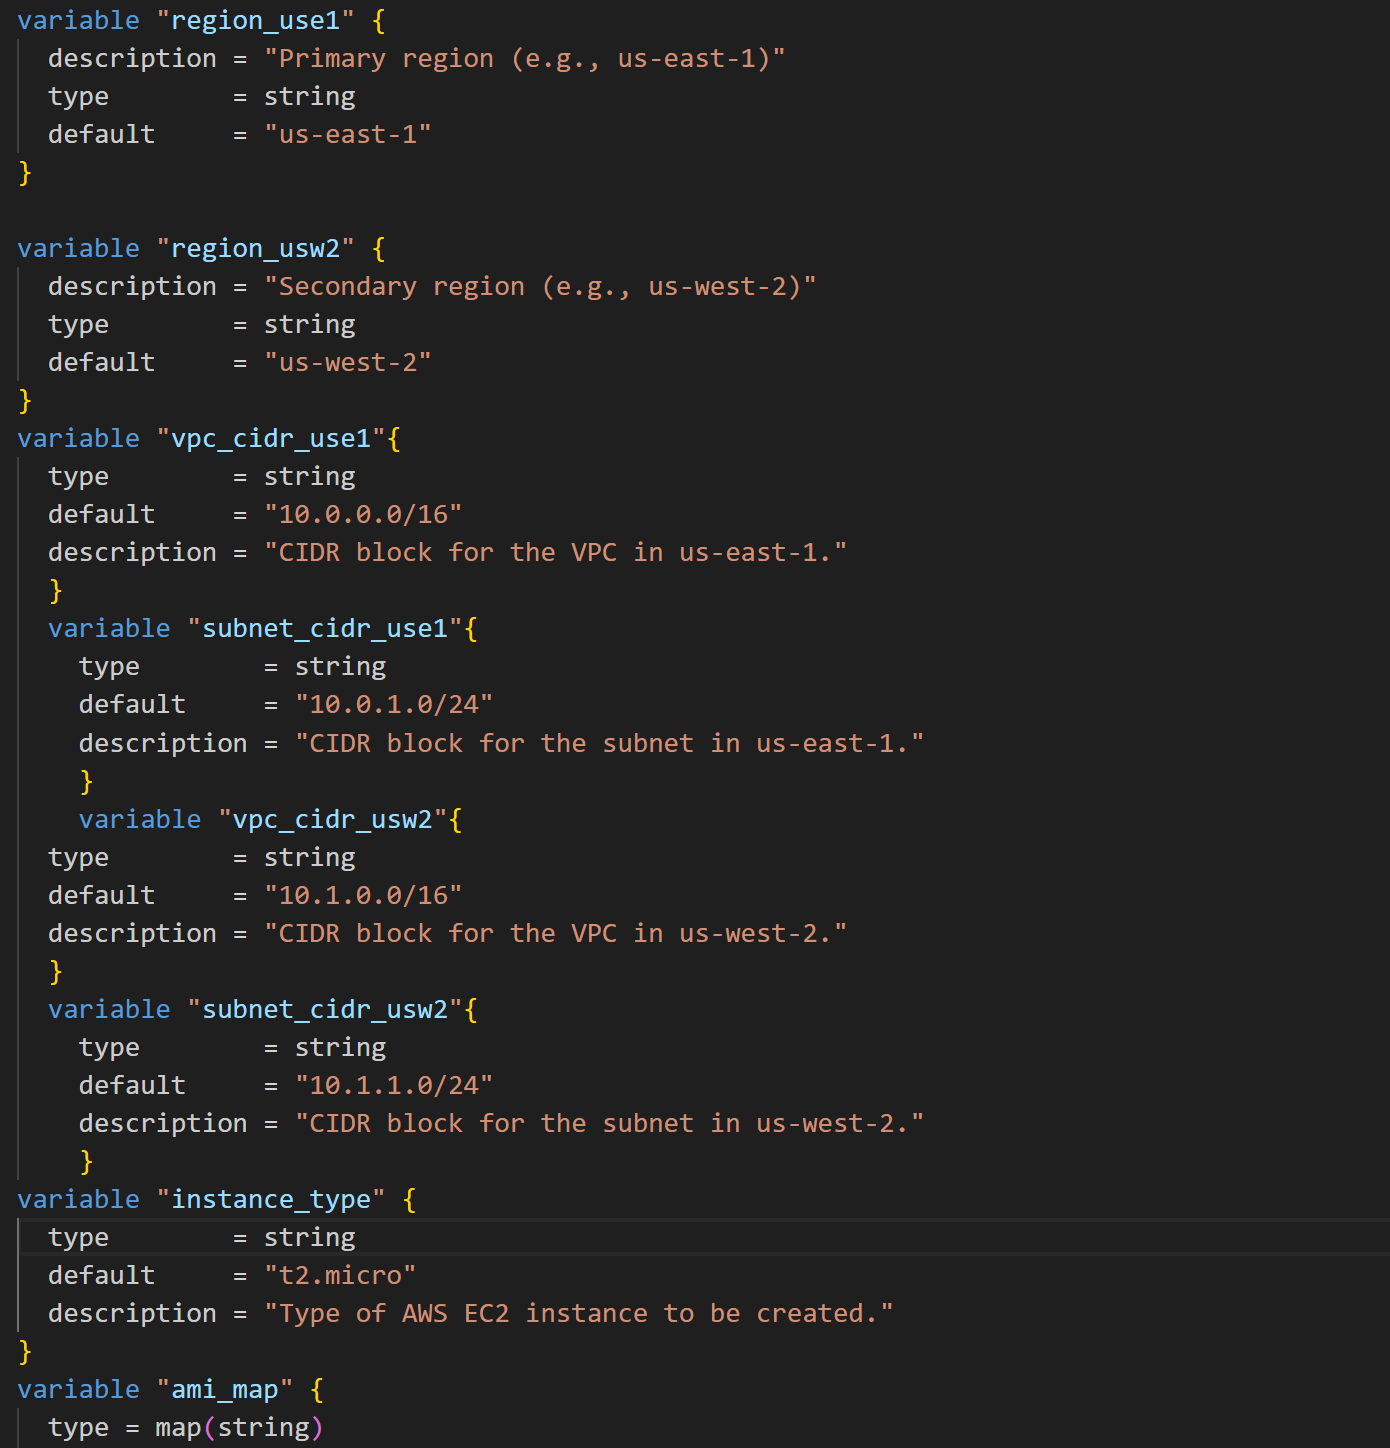 variable "region_use1" {
  description = "Primary region (e.g., us-east-1)"
  type        = string
  default     = "us-east-1"
}

variable "region_usw2" {
  description = "Secondary region (e.g., us-west-2)"
  type        = string
  default     = "us-west-2"
}
variable "vpc_cidr_use1"{
  type        = string
  default     = "10.0.0.0/16"
  description = "CIDR block for the VPC in us-east-1."
  }
  variable "subnet_cidr_use1"{
    type        = string
    default     = "10.0.1.0/24"
    description = "CIDR block for the subnet in us-east-1."
    }
    variable "vpc_cidr_usw2"{
  type        = string
  default     = "10.1.0.0/16"
  description = "CIDR block for the VPC in us-west-2."
  }
  variable "subnet_cidr_usw2"{
    type        = string
    default     = "10.1.1.0/24"
    description = "CIDR block for the subnet in us-west-2."
    }
variable "instance_type" {
  type        = string
  default     = "t2.micro"
  description = "Type of AWS EC2 instance to be created."
}
variable "ami_map" {
  type = map(string)